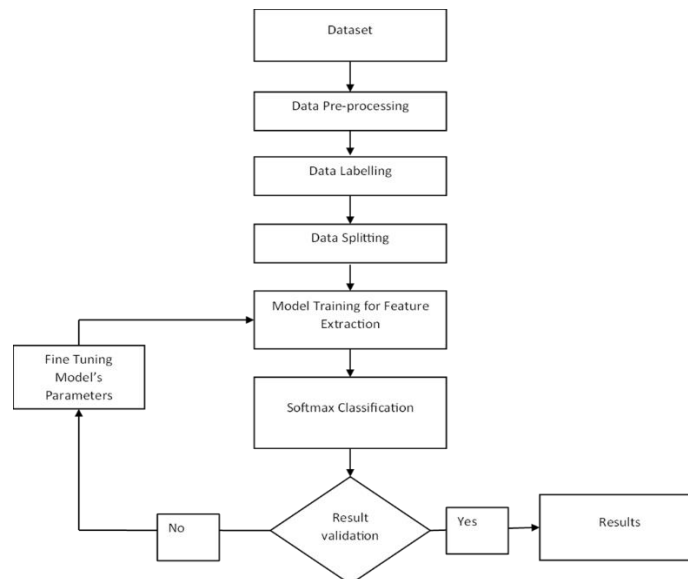 Dataset
Data Pre-processing
Data Labelling
Data Splitting
Model Training for Feature
Extraction
Fine Tuning
Model's
Parameters
Softmax Classification
Result
validation
No
Yes
Results